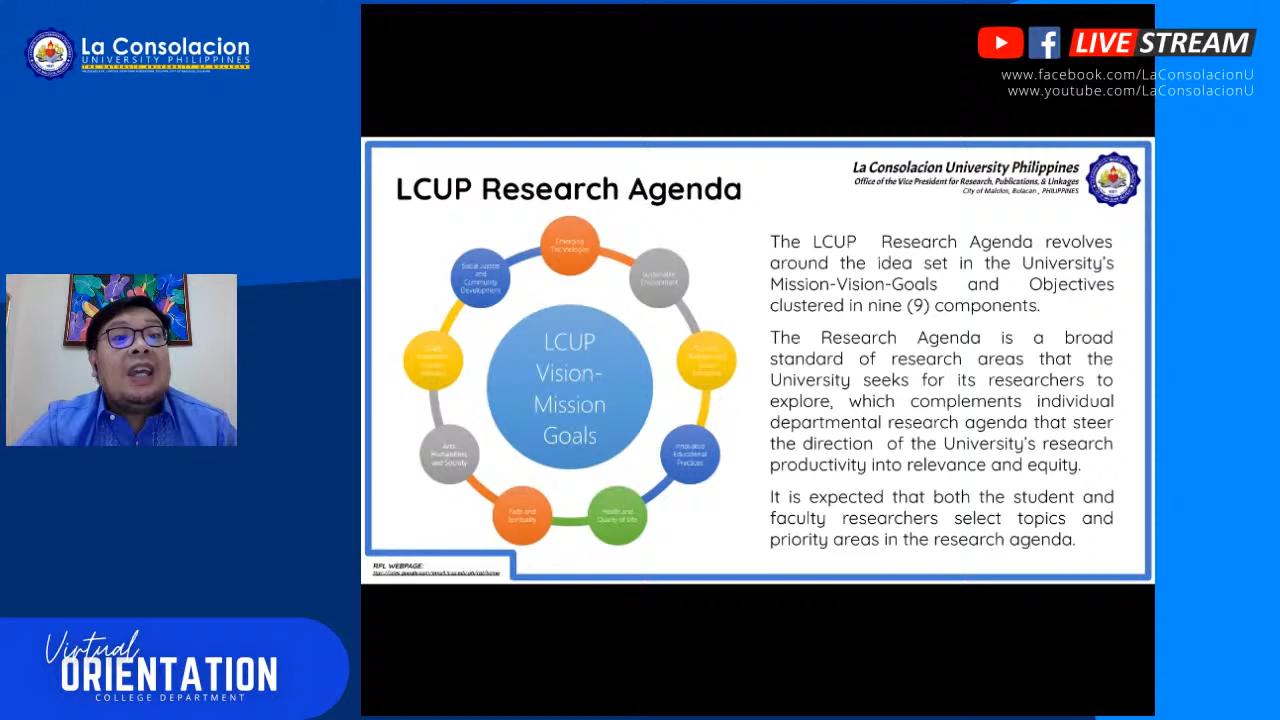 La Consolacion
UNIVERSITY PHILIPPINES
THE CATHOLIC UNIVERSITY OF BULACAN
LIVE STREAM
www.facebook.com/LaConsolacionU
www.youtube.com/LaConsolacionU
La Consolacion University Philippines
Office of the Vice President for Research, Publications, & Linkages
City of Malolos, Bulacan, PHILIPPINES
LCUP Research Agenda
Emerging
Technologies
Sustainable
Environment
Innovative
Educational
Practices
Health and
Quality of Life
Faith and
Spirituality
Arts,
Humanities,
and Society
Social Justice
and
Community
Development
LCUP
Vision-
Mission
Goals
The LCUP Research Agenda revolves
around the idea set in the University's
Mission-Vision-Goals and Objectives
clustered in nine (9) components.
The Research Agenda is a broad
standard of research areas that the
University seeks for its researchers to
explore, which complements individual
departmental research agenda that steer
the direction of the University's research
productivity into relevance and equity.
It is expected that both the student and
faculty researchers select topics and
priority areas in the research agenda.
RPL WEBPAGE:
Virtual
ORIENTATION
COLLEGE DEPARTMENT